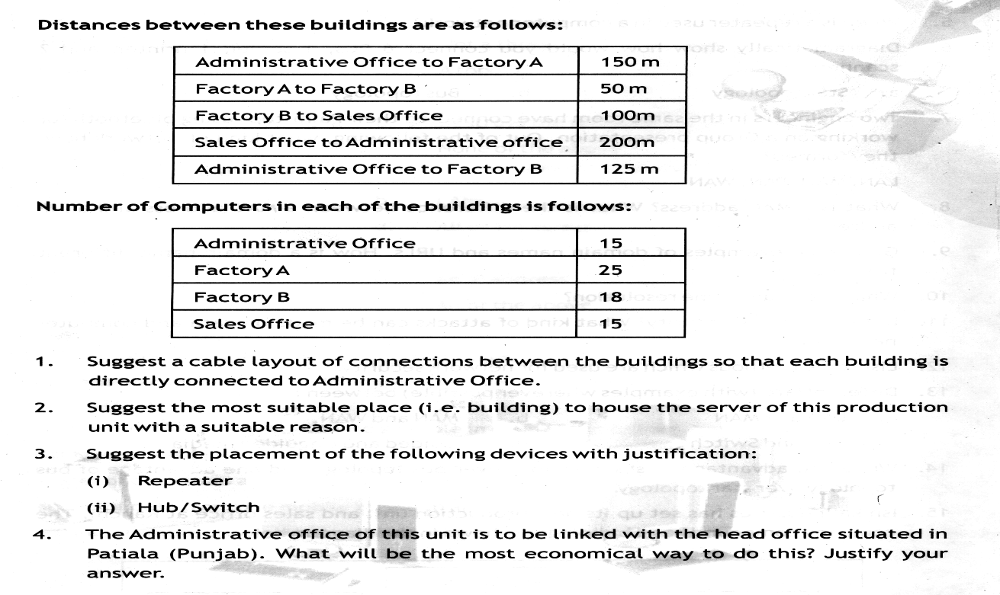 Distances between these buildings are as follows:
Administrative Office to Factory A 150 m
Factory A to Factory B 50 m
Factory B to Sales Office 100m
Sales Office to Administrative office 200m
Administrative Office to Factory B 125 m
Number of Computers in each of the buildings is follows:
Administrative Office 15
Factory A 25
Factory B 18
Sales Office 15
1. Suggest a cable layout of connections between the buildings so that each building is
directly connected to Administrative Office.
2. Suggest the most suitable place (i.e. building) to house the server of this production
unit with a suitable reason.
3. Suggest the placement of the following devices with justification:
(i) Repeater
(ii) Hub/Switch
4. The Administrative office of this unit is to be linked with the head office situated in
Patiala (Punjab). What will be the most economical way to do this? Justify your
answer.